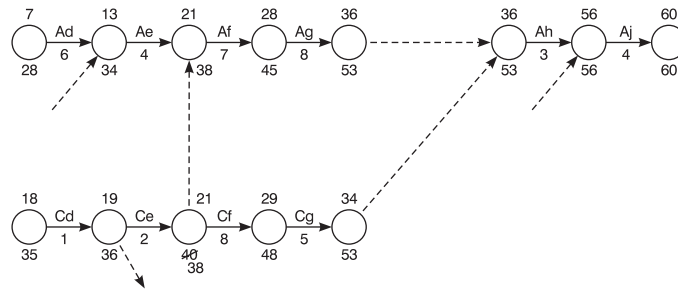 7 13 21 28 36 36 56 60
Ad Ae Af Ag Ah Aj
6 4 7 8 3 4
28 34 38 45 53 53 56 60
18 19 21 29 34
Cd Ce Cf Cg
1 2 8 5
35 36 40 48 53
38